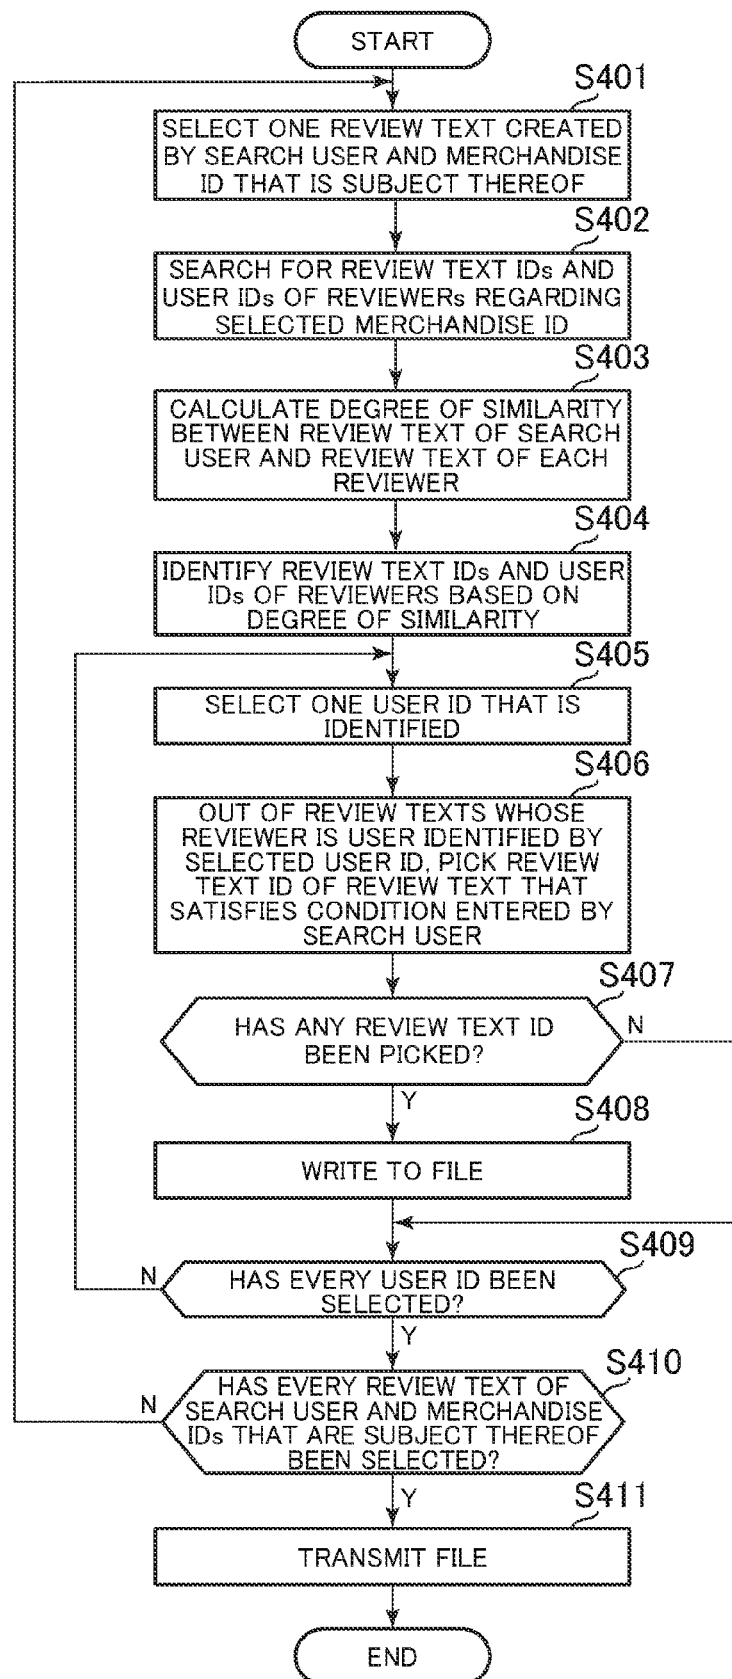 START
S401
SELECT ONE REVIEW TEXT CREATED
BY SEARCH USER AND MERCHANDISE
ID THAT IS SUBJECT THEREOF
S402
SEARCH FOR REVIEW TEXT IDs AND
USER IDs OF REVIEWERs REGARDING
SELECTED MERCHANDISE ID
S403
CALCULATE DEGREE OF SIMILARITY
BETWEEN REVIEW TEXT OF SEARCH
USER AND REVIEW TEXT OF EACH
REVIEWER
S404
IDENTIFY REVIEW TEXT IDs AND USER
IDs OF REVIEWERS BASED ON
DEGREE OF SIMILARITY
S405
SELECT ONE USER ID THAT IS
IDENTIFIED
S406
OUT OF REVIEW TEXTS WHOSE
REVIEWER IS USER IDENTIFIED BY
SELECTED USER ID, PICK REVIEW
TEXT ID OF REVIEW TEXT THAT
SATISFIES CONDITION ENTERED BY
SEARCH USER
S407
HAS ANY REVIEW TEXT ID
BEEN PICKED?
N
Y
S408
WRITE TO FILE
S409
N
HAS EVERY USER ID BEEN
SELECTED?
Y
S410
N
HAS EVERY REVIEW TEXT OF
SEARCH USER AND MERCHANDISE
IDs THAT ARE SUBJECT THEREOF
BEEN SELECTED?
Y
S411
TRANSMIT FILE
END